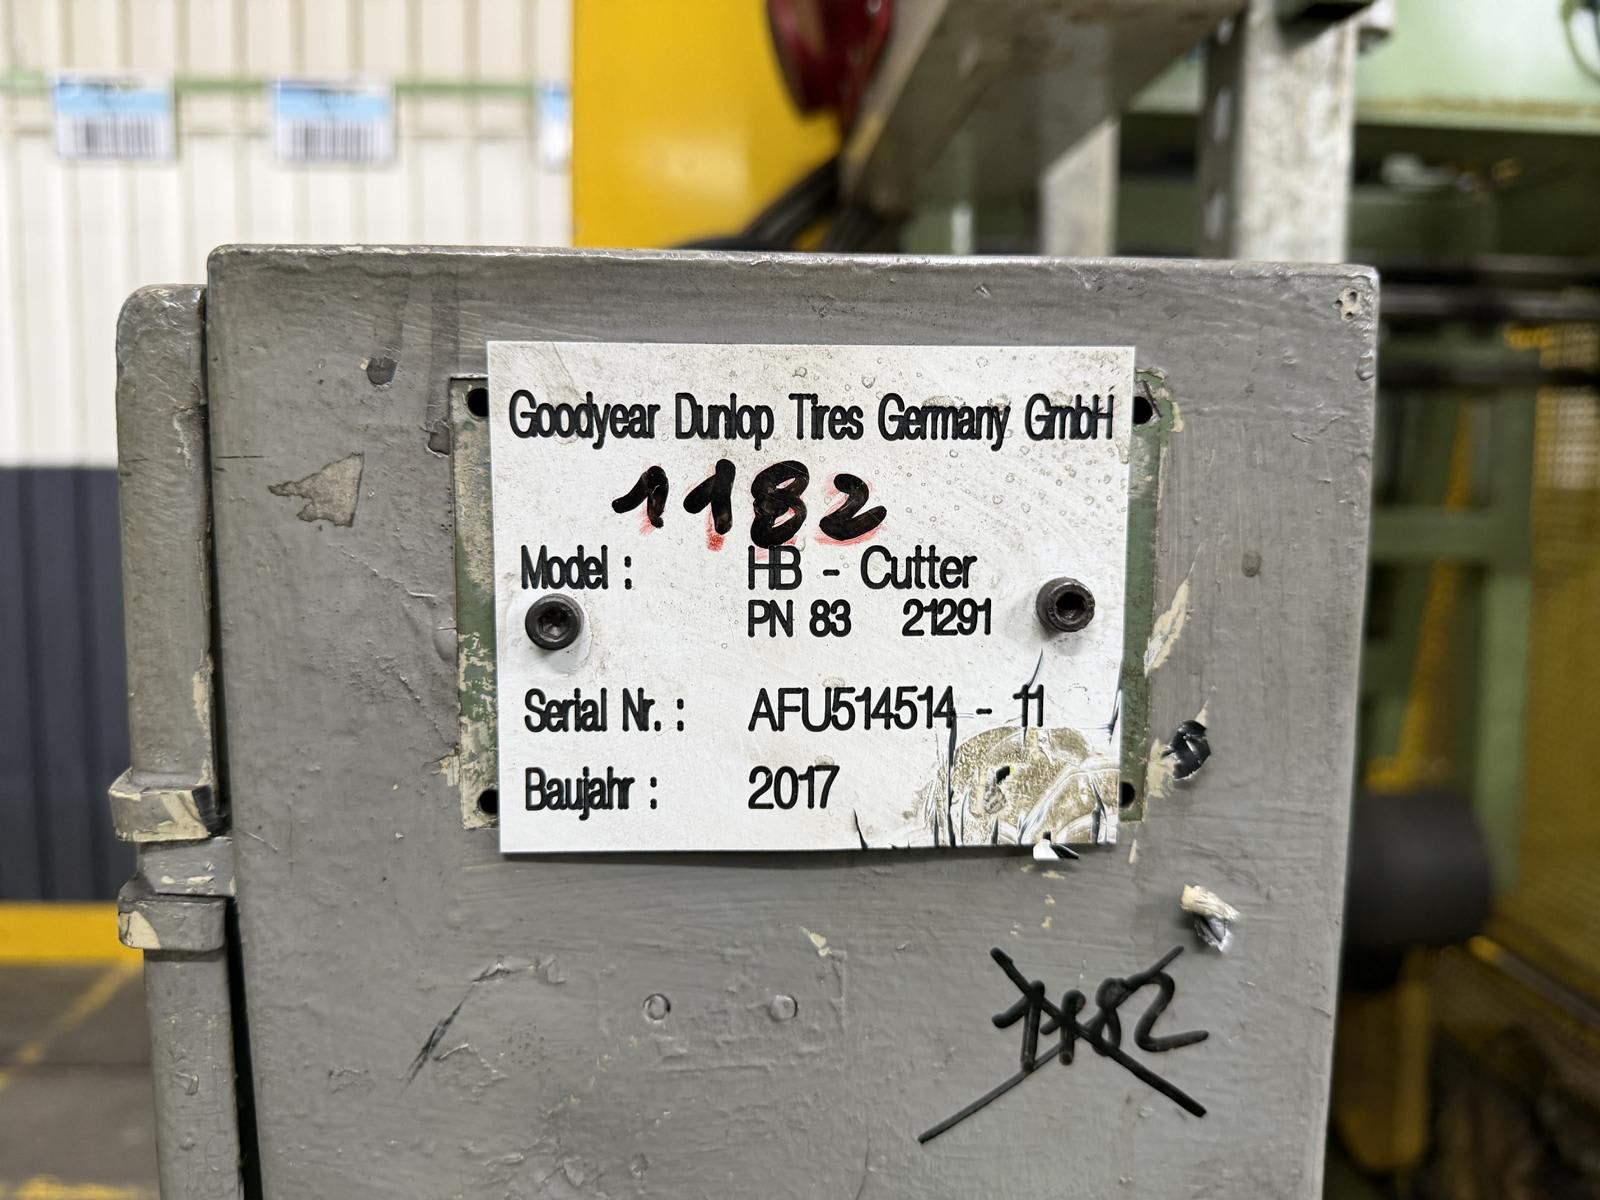 Goodyear Dunlop Tires Germany GmbH
1182
Model : HB - Cutter
PN 83 21291
Serial Nr. : AFU514514 - 11
Baujahr : 2017
1182